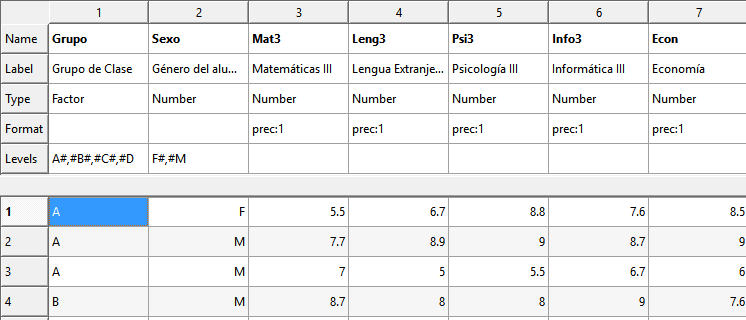 1 2 3 4 5 6 7
Name Grupo Sexo Mat3 Leng3 Psi3 Info3 Econ
Label Grupo de Clase Género del alu... Matemáticas III Lengua Extranje... Psicología III Informática III Economía
Type Factor Number Number Number Number Number Number
Format prec:1 prec:1 prec:1 prec:1 prec:1
Levels A#,#B#,#C#,#D F#,#M
1 A F 5.5 6.7 8.8 7.6 8.5
2 A M 7.7 8.9 9 8.7 9
3 A M 7 5 5.5 6.7 6
4 B M 8.7 8 8 9 7.6